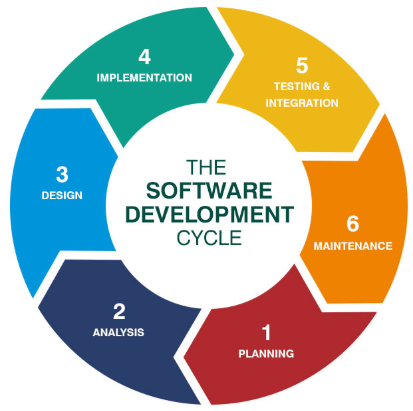 THE
SOFTWARE
DEVELOPMENT
CYCLE
1
PLANNING
2
ANALYSIS
3
DESIGN
4
IMPLEMENTATION
5
TESTING &
INTEGRATION
6
MAINTENANCE